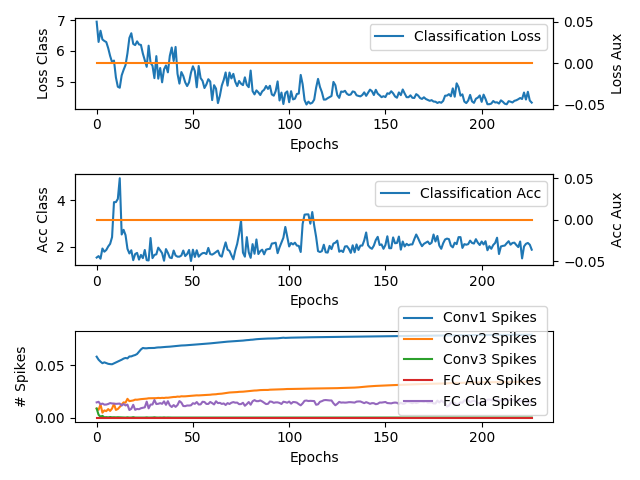 7
6
5
Loss Class
Classification Loss
0.05
0.00
−0.05
Loss Aux
0 50 100 150 200
Epochs
4
2
Acc Class
Classification Acc
0.05
0.00
−0.05
Acc Aux
0 50 100 150 200
Epochs
0.05
0.00
# Spikes
Conv1 Spikes
Conv2 Spikes
Conv3 Spikes
FC Aux Spikes
FC Cla Spikes
0 50 100 150 200
Epochs